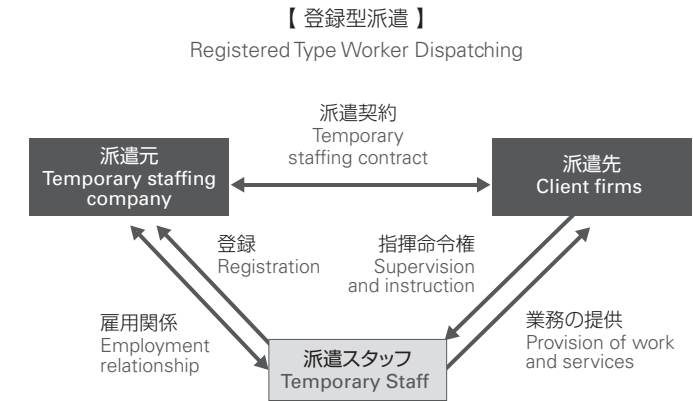 【 登録型派遣 】
Registered Type Worker Dispatching
派遣契約
Temporary
staffing contract
派遣元
Temporary staffing
company
派遣先
Client firms
登録
Registration
指揮命令権
Supervision
and instruction
雇用関係
Employment
relationship
業務の提供
Provision of work
and services
派遣スタッフ
Temporary Staff